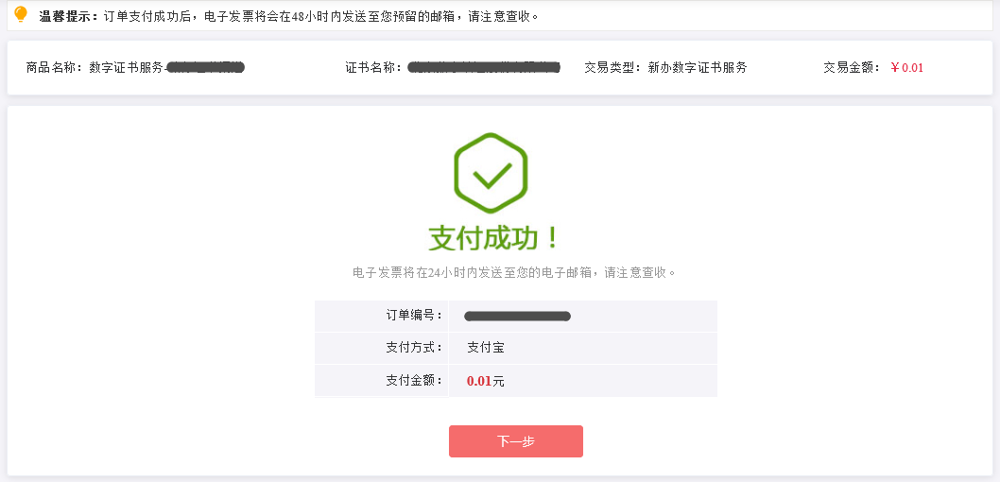 温馨提示：订单支付成功后，电子发票将会在48小时内发送至您预留的邮箱，请注意查收。
商品名称：数字证书服务- 证书名称： 交易类型：新办数字证书服务 交易金额：￥0.01
支付成功！
电子发票将在24小时内发送至您的电子邮箱，请注意查收。
订单编号：
支付方式：支付宝
支付金额：0.01元
下一步